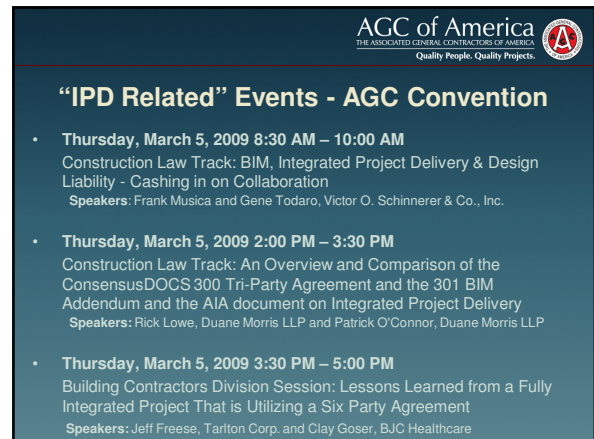 AGC of America
THE ASSOCIATED GENERAL CONTRACTORS OF AMERICA
Quality People. Quality Projects.
“IPD Related” Events - AGC Convention
• Thursday, March 5, 2009 8:30 AM – 10:00 AM
Construction Law Track: BIM, Integrated Project Delivery & Design
Liability - Cashing in on Collaboration
Speakers: Frank Musica and Gene Todaro, Victor O. Schinnerer & Co., Inc.
• Thursday, March 5, 2009 2:00 PM – 3:30 PM
Construction Law Track: An Overview and Comparison of the
ConsensusDOCS 300 Tri-Party Agreement and the 301 BIM
Addendum and the AIA document on Integrated Project Delivery
Speakers: Rick Lowe, Duane Morris LLP and Patrick O'Connor, Duane Morris LLP
• Thursday, March 5, 2009 3:30 PM – 5:00 PM
Building Contractors Division Session: Lessons Learned from a Fully
Integrated Project That is Utilizing a Six Party Agreement
Speakers: Jeff Freese, Tarlton Corp. and Clay Goser, BJC Healthcare